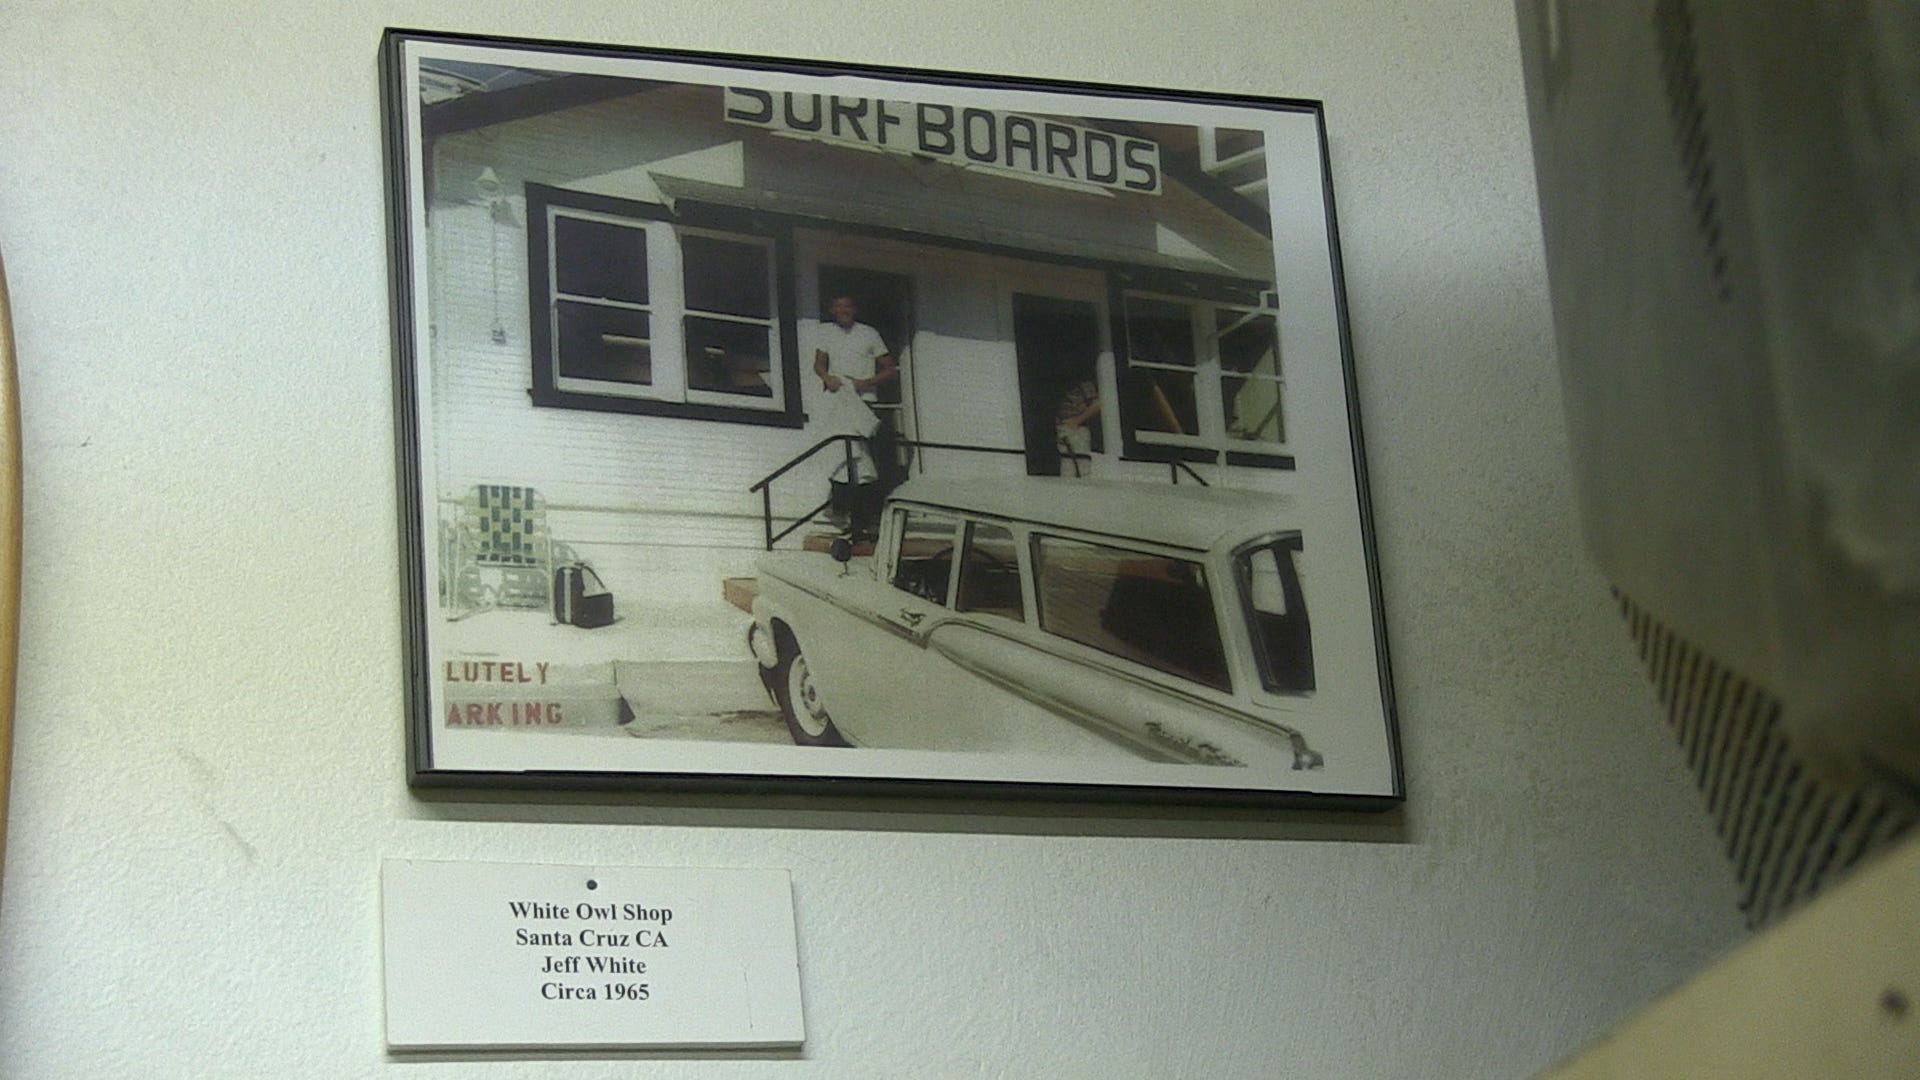 SURFBOARDS
LUTELY
ARKING
White Owl Shop
Santa Cruz CA
Jeff White
Circa 1965